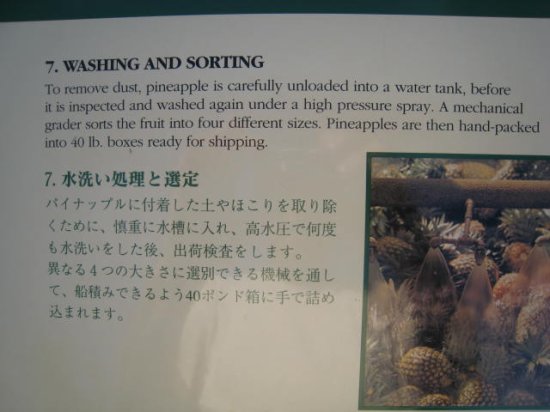 7. WASHING AND SORTING
To remove dust, pineapple is carefully unloaded into a water tank, before
it is inspected and washed again under a high pressure spray. A mechanical
grader sorts the fruit into four different sizes. Pineapples are then hand-packed
into 40 lb. boxes ready for shipping.
7. 水洗い処理と選定
パイナップルに付着した土やほこりを取り除
くために、慎重に水槽に入れ、高水圧で何度
も水洗いをした後、出荷検査をします。
異なる4つの大きさに選別できる機械を通し
て、船積みできるよう40ポンド箱に手で詰め
込まれます。